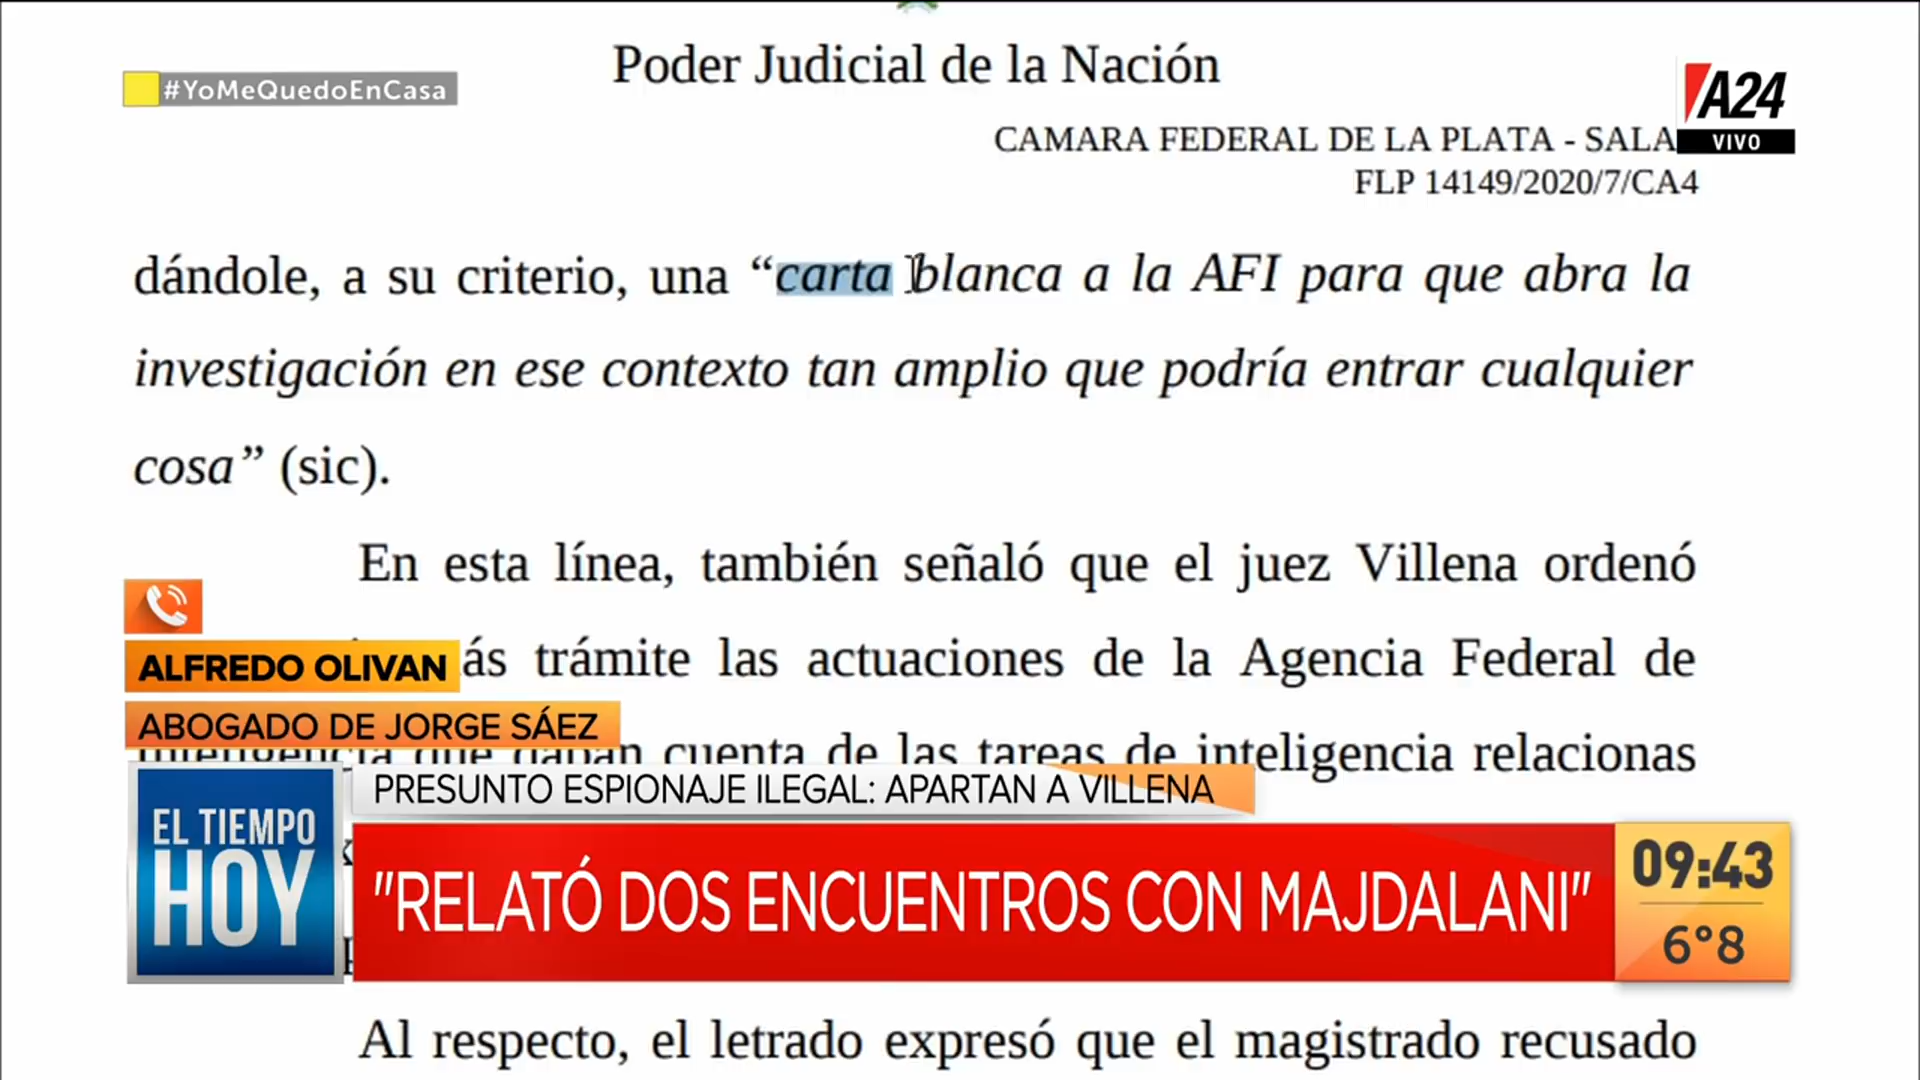 Poder Judicial de la Nación
#YoMeQuedoEnCasa
A24
VIVO
CAMARA FEDERAL DE LA PLATA - SALA
FLP 14149/2020/7/CA4
dándole, a su criterio, una “carta blanca a la AFI para que abra la
investigación en ese contexto tan amplio que podría entrar cualquier
cosa” (sic).
En esta línea, también señaló que el juez Villena ordenó
ás trámite las actuaciones de la Agencia Federal de
cuenta de las tareas de inteligencia relacionas
ALFREDO OLIVAN
ABOGADO DE JORGE SÁEZ
PRESUNTO ESPIONAJE ILEGAL: APARTAN A VILLENA
EL TIEMPO
HOY
"RELATÓ DOS ENCUENTROS CON MAJDALANI"
09:43
6°8
Al respecto, el letrado expresó que el magistrado recusado